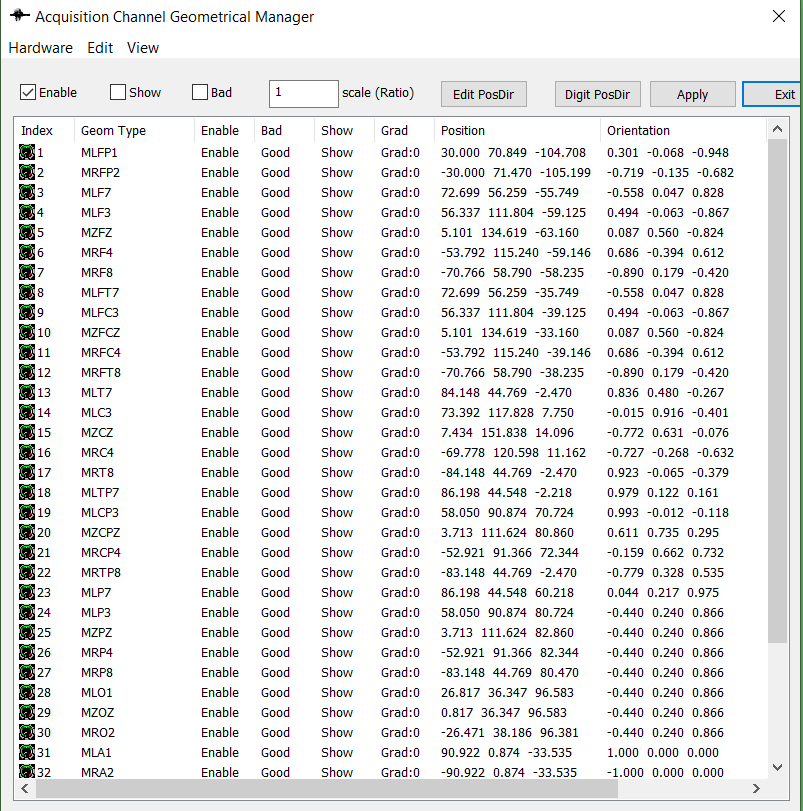 Acquisition Channel Geometrical Manager
Hardware Edit View
Enable Show Bad 1 scale (Ratio) Edit PosDir Digit PosDir Apply Exit
Index Geom Type Enable Bad Show Grad Position Orientation
1 MLFP1 Enable Good Show Grad:0 30.000 70.849 -104.708 0.301 -0.068 -0.948
2 MRFP2 Enable Good Show Grad:0 -30.000 71.470 -105.199 -0.719 -0.135 -0.682
3 MLF7 Enable Good Show Grad:0 72.699 56.259 -55.749 -0.558 0.047 0.828
4 MLF3 Enable Good Show Grad:0 56.337 111.804 -59.125 0.494 -0.063 -0.867
5 MZFZ Enable Good Show Grad:0 5.101 134.619 -63.160 0.087 0.560 -0.824
6 MRF4 Enable Good Show Grad:0 -53.792 115.240 -59.146 0.686 -0.394 0.612
7 MRF8 Enable Good Show Grad:0 -70.766 58.790 -58.235 -0.890 0.179 -0.420
8 MLFT7 Enable Good Show Grad:0 72.699 56.259 -35.749 -0.558 0.047 0.828
9 MLFC3 Enable Good Show Grad:0 56.337 111.804 -39.125 0.494 -0.063 -0.867
10 MZFCZ Enable Good Show Grad:0 5.101 134.619 -33.160 0.087 0.560 -0.824
11 MRFC4 Enable Good Show Grad:0 -53.792 115.240 -39.146 0.686 -0.394 0.612
12 MRFT8 Enable Good Show Grad:0 -70.766 58.790 -38.235 -0.890 0.179 -0.420
13 MLT7 Enable Good Show Grad:0 84.148 44.769 -2.470 0.836 0.480 -0.267
14 MLC3 Enable Good Show Grad:0 73.392 117.828 7.750 -0.015 0.916 -0.401
15 MZCZ Enable Good Show Grad:0 7.434 151.838 14.096 -0.772 0.631 -0.076
16 MRC4 Enable Good Show Grad:0 -69.778 120.598 11.162 -0.727 -0.268 -0.632
17 MRT8 Enable Good Show Grad:0 -84.148 44.769 -2.470 0.923 -0.065 -0.379
18 MLTP7 Enable Good Show Grad:0 86.198 44.548 -2.218 0.979 0.122 0.161
19 MLCP3 Enable Good Show Grad:0 58.050 90.874 70.724 0.993 -0.012 -0.118
20 MZCPZ Enable Good Show Grad:0 3.713 111.624 80.860 0.611 0.735 0.295
21 MRCP4 Enable Good Show Grad:0 -52.921 91.366 72.344 -0.159 0.662 0.732
22 MRTP8 Enable Good Show Grad:0 -83.148 44.769 -2.470 -0.779 0.328 0.535
23 MLP7 Enable Good Show Grad:0 86.198 44.548 60.218 0.044 0.217 0.975
24 MLP3 Enable Good Show Grad:0 58.050 90.874 80.724 -0.440 0.240 0.866
25 MZPZ Enable Good Show Grad:0 3.713 111.624 82.860 -0.440 0.240 0.866
26 MRP4 Enable Good Show Grad:0 -52.921 91.366 82.344 -0.440 0.240 0.866
27 MRP8 Enable Good Show Grad:0 -83.148 44.769 80.470 -0.440 0.240 0.866
28 MLO1 Enable Good Show Grad:0 26.817 36.347 96.583 -0.440 0.240 0.866
29 MZOZ Enable Good Show Grad:0 0.817 36.347 96.583 -0.440 0.240 0.866
30 MRO2 Enable Good Show Grad:0 -26.471 38.186 96.381 -0.440 0.240 0.866
31 MLA1 Enable Good Show Grad:0 90.922 0.874 -33.535 1.000 0.000 0.000
32 MRA2 Enable Good Show Grad:0 -90.922 0.874 -33.535 -1.000 0.000 0.000